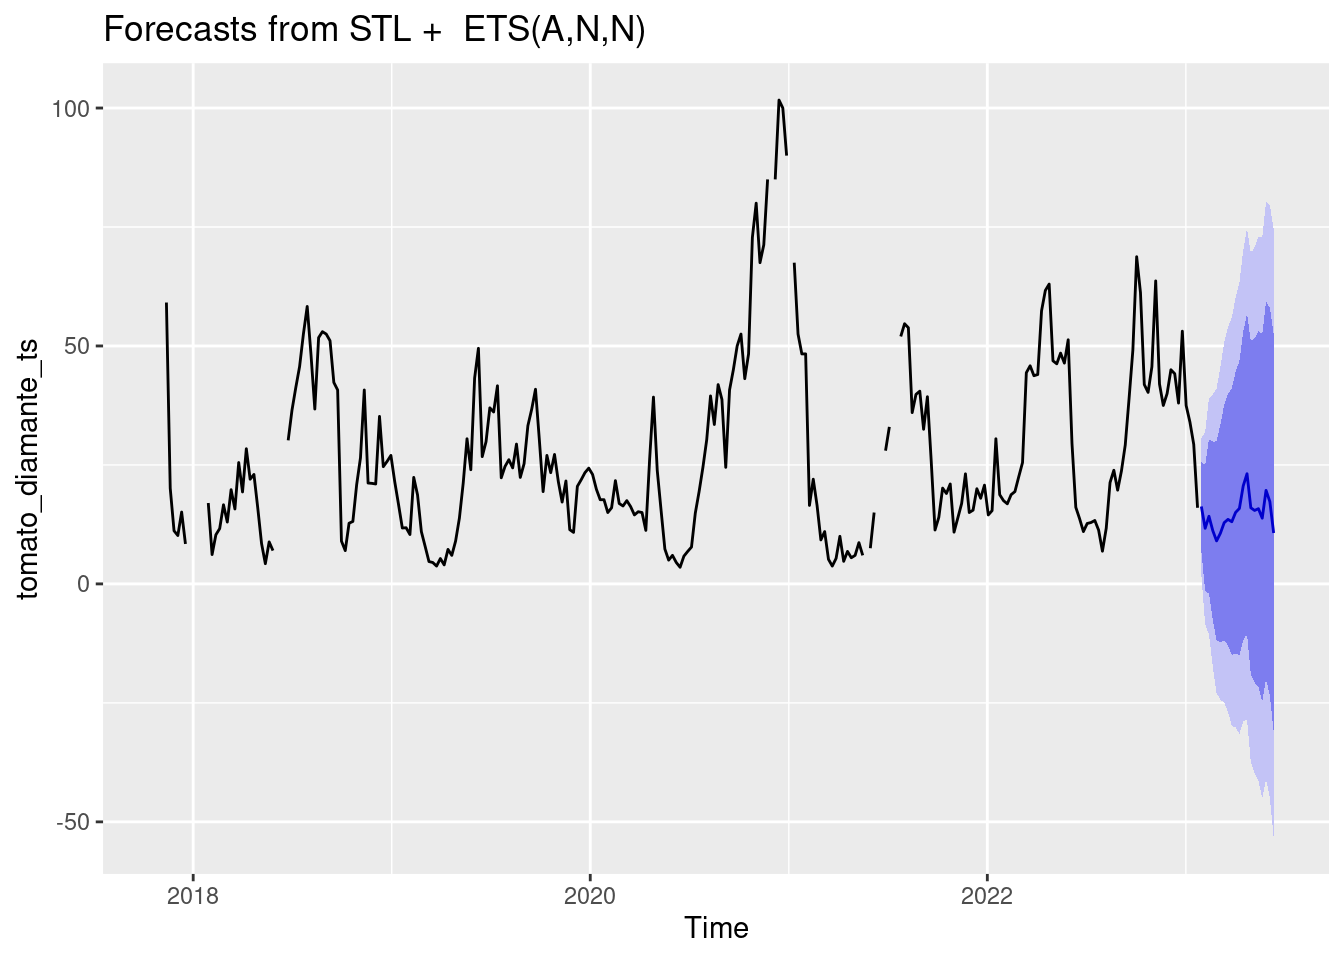 Forecasts from STL +  ETS(A,N,N)
tomato_diamante_ts
100
50
0
-50
2018
2020
2022
Time